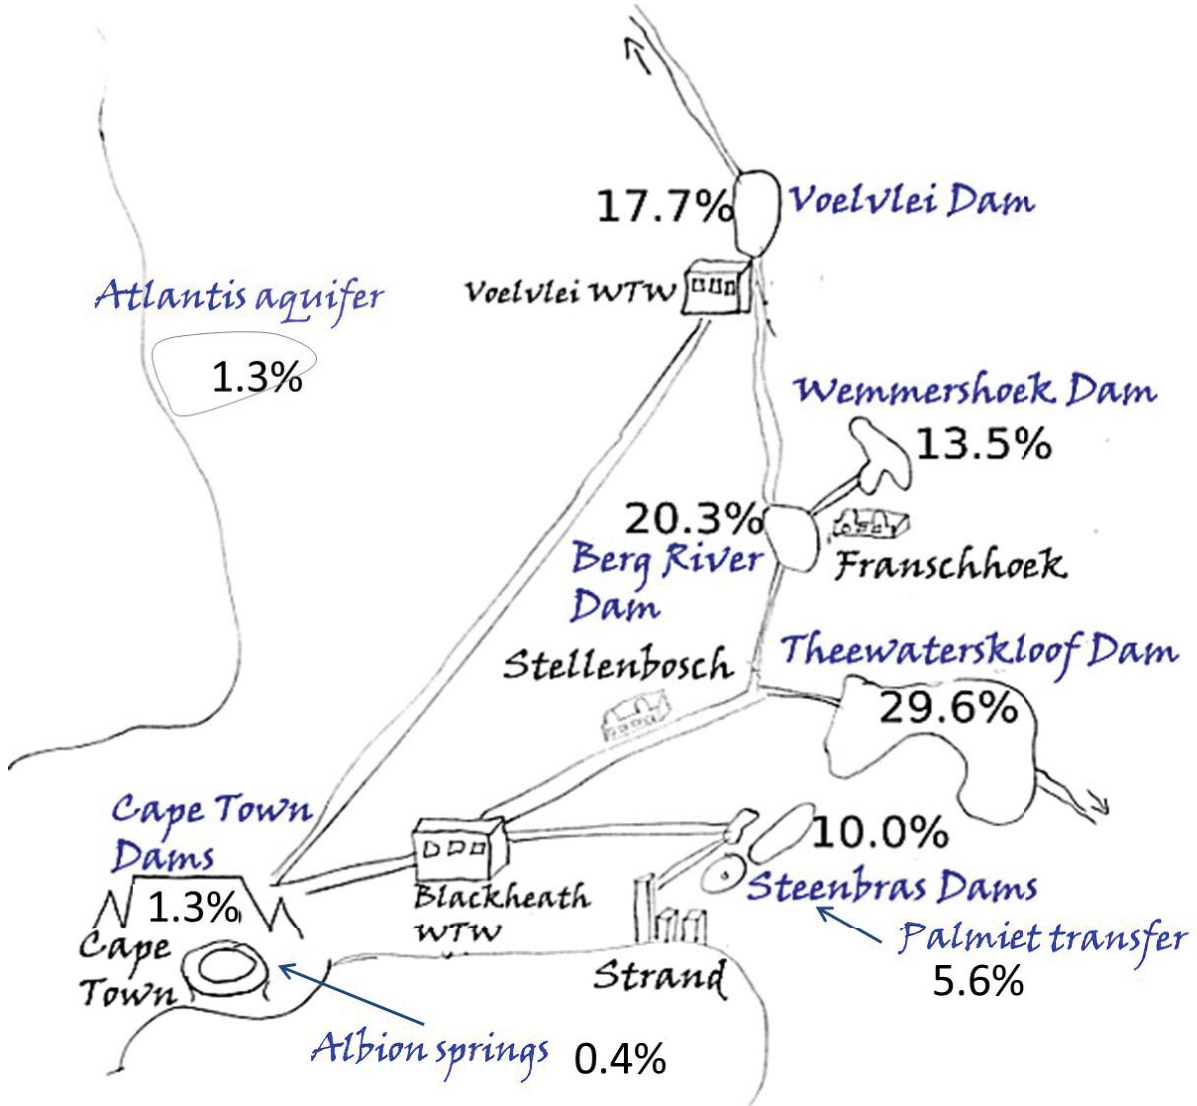 17.7%
Voelvlei Dam
Atlantis aquifer
1.3%
Voelvlei WTW
Wemmershoek Dam
13.5%
20.3%
Berg River
Dam
Franschhoek
Stellenbosch
Theewaterskloof Dam
29.6%
Cape Town
Dams
1.3%
Cape
Town
Blackheath
WTW
10.0%
Steenbras Dams
Palmiet transfer
5.6%
Strand
Albion springs
0.4%